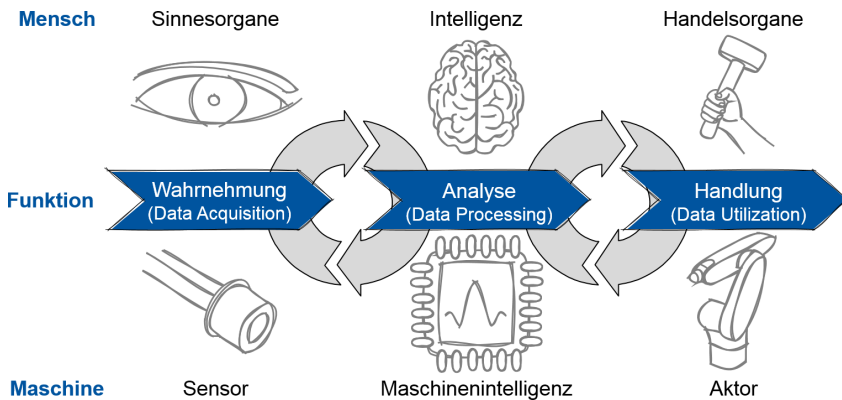 Mensch Sinnesorgane Intelligenz Handelsorgane
Funktion
Wahrnehmung
(Data Acquisition)
Analyse
(Data Processing)
Handlung
(Data Utilization)
Maschine Sensor Maschinenintelligenz Aktor